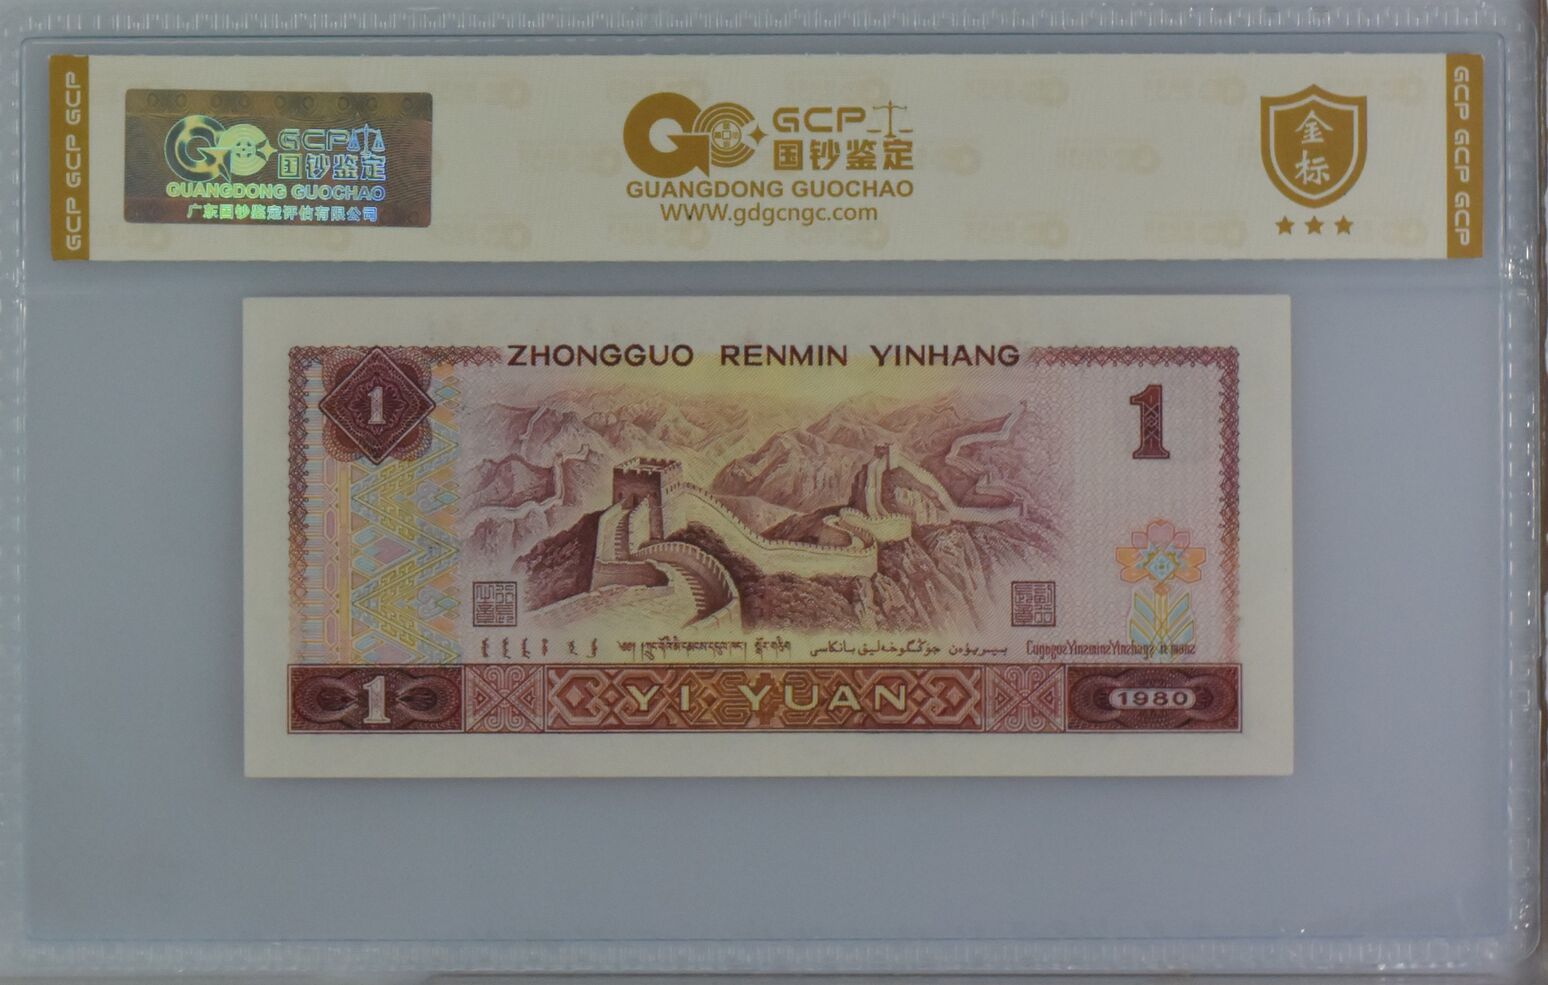 GCP GCP GCP
GCP
国钞鉴定
GUANGDONG GUOCHAO
广东国钞鉴定评估有限公司
GCP
国钞鉴定
GUANGDONG GUOCHAO
WWW.gdgcngc.com
金标
GCP GCP GCP
ZHONGGUO RENMIN YINHANG
1
1
YI YUAN
1
1980